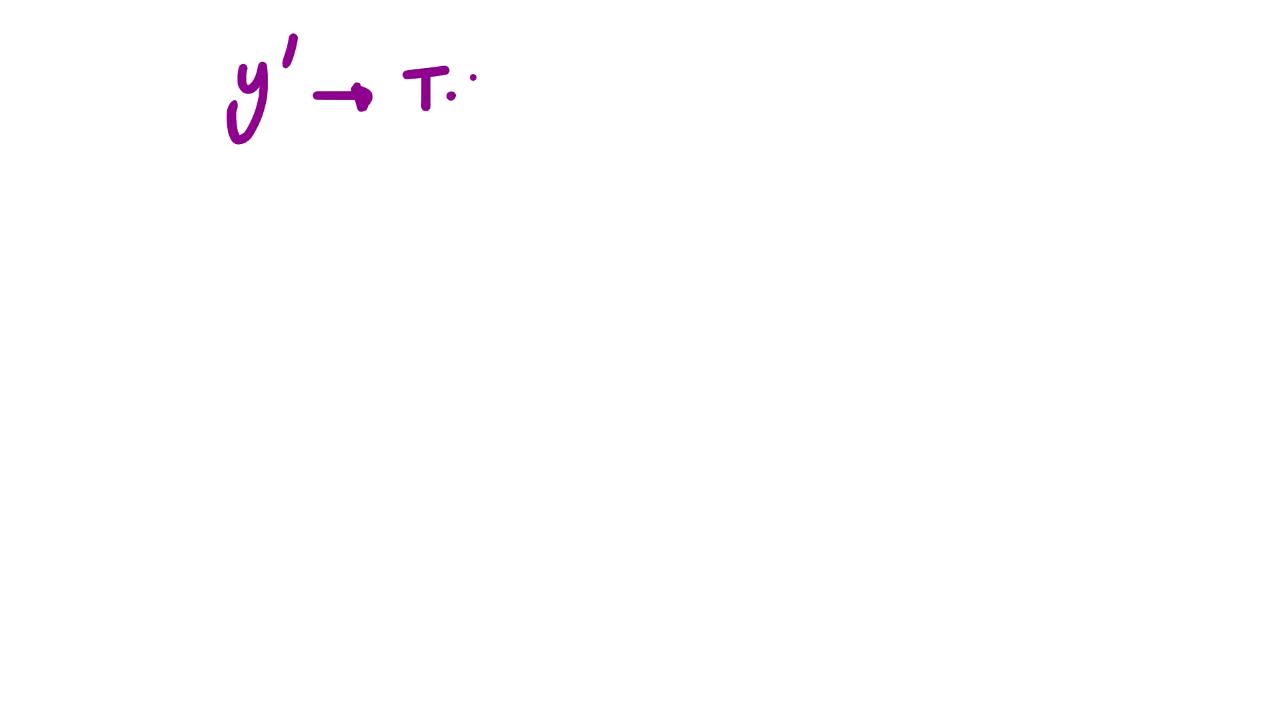 y' → T.